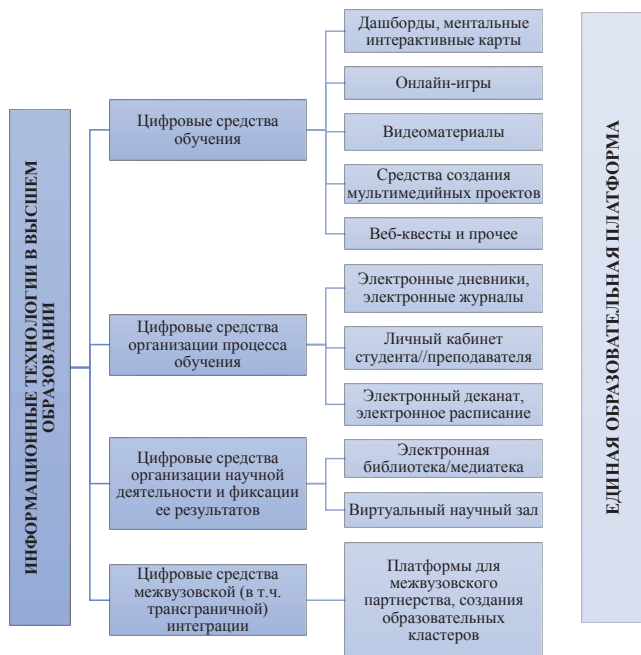 ИНФОРМАЦИОННЫЕ ТЕХНОЛОГИИ В ВЫСШЕМ
ОБРАЗОВАНИИ
Цифровые средства
обучения
Дашборды, ментальные
интерактивные карты
Онлайн-игры
Видеоматериалы
Средства создания
мультимедийных проектов
Веб-квесты и прочее
Цифровые средства
организации процесса
обучения
Электронные дневники,
электронные журналы
Личный кабинет
студента//преподавателя
Электронный деканат,
электронное расписание
Цифровые средства
организации научной
деятельности и фиксации
ее результатов
Электронная
библиотека/медиатека
Виртуальный научный зал
Цифровые средства
межвузовской (в т.ч.
трансграничной)
интеграции
Платформы для
межвузовского
партнерства, создания
образовательных
кластеров
ЕДИНАЯ ОБРАЗОВАТЕЛЬНАЯ ПЛАТФОРМА